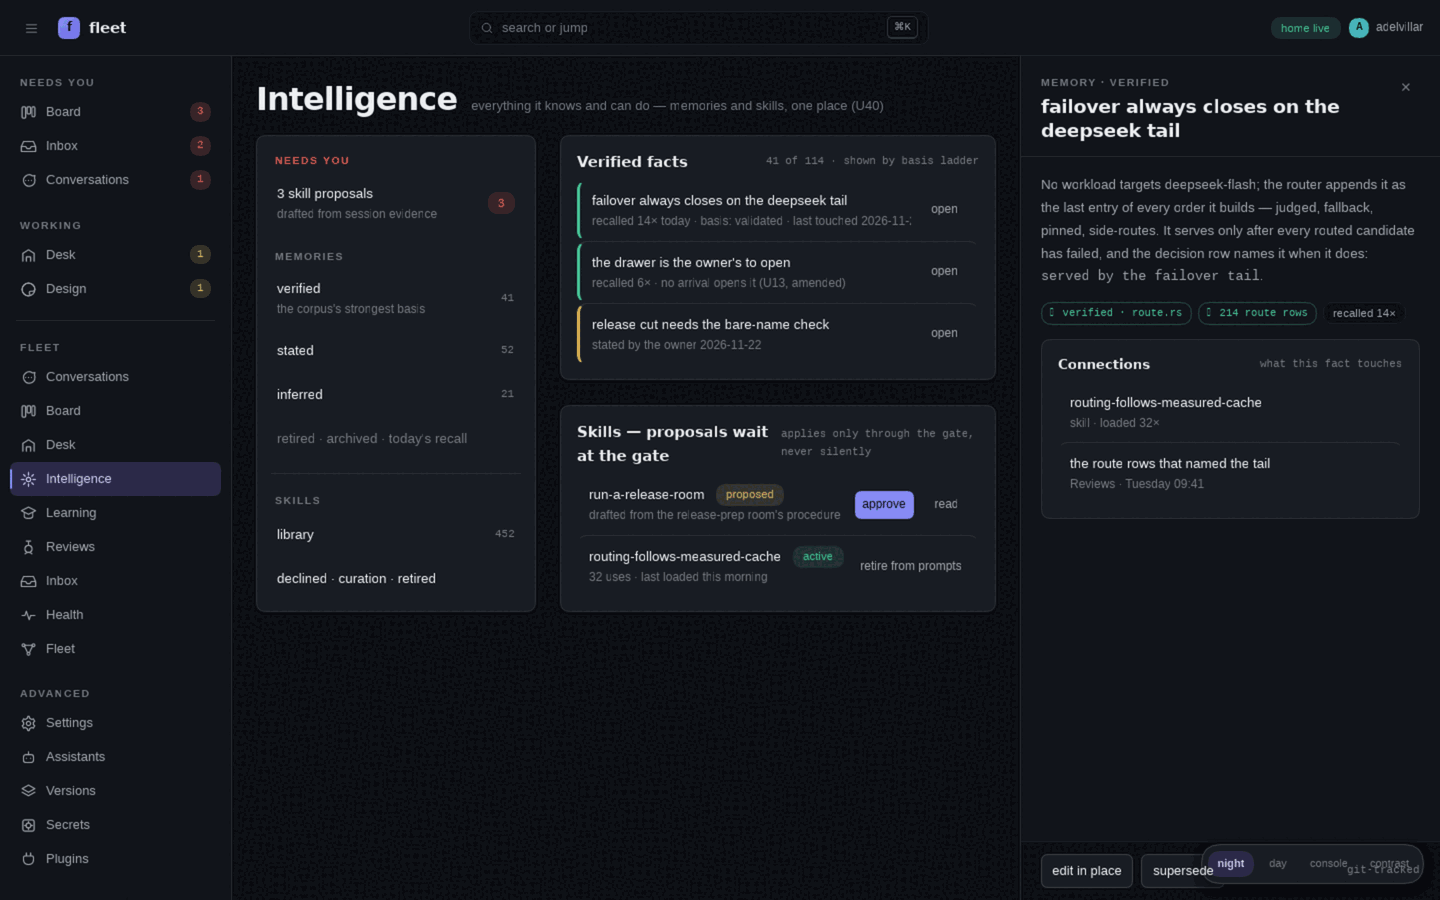 fleet
search or jump
⌘K
home live
A
adelvillar
NEEDS YOU
Board 3
Inbox 2
Conversations 1
WORKING
Desk 1
Design 1
FLEET
Conversations
Board
Desk
Intelligence
Learning
Reviews
Inbox
Health
Fleet
ADVANCED
Settings
Assistants
Versions
Secrets
Plugins
Intelligence
everything it knows and can do — memories and skills, one place (U40)
NEEDS YOU
3 skill proposals 3
drafted from session evidence
MEMORIES
verified 41
the corpus's strongest basis
stated 52
inferred 21
retired · archived · today's recall
SKILLS
library 452
declined · curation · retired
Verified facts
41 of 114 · shown by basis ladder
failover always closes on the deepseek tail
recalled 14× today · basis: validated · last touched 2026-11-
open
the drawer is the owner's to open
recalled 6× · no arrival opens it (U13, amended)
open
release cut needs the bare-name check
stated by the owner 2026-11-22
open
Skills — proposals wait
at the gate
applies only through the gate,
never silently
run-a-release-room proposed
drafted from the release-prep room's procedure
approve read
routing-follows-measured-cache active
32 uses · last loaded this morning
retire from prompts
MEMORY · VERIFIED
failover always closes on the
deepseek tail
No workload targets deepseek-flash; the router appends it as
the last entry of every order it builds — judged, fallback,
pinned, side-routes. It serves only after every routed candidate
has failed, and the decision row names it when it does:
served by the failover tail.
verified · route.rs
214 route rows
recalled 14×
Connections
what this fact touches
routing-follows-measured-cache
skill · loaded 32×
the route rows that named the tail
Reviews · Tuesday 09:41
edit in place
supersede
night day console contrast
git-tracked